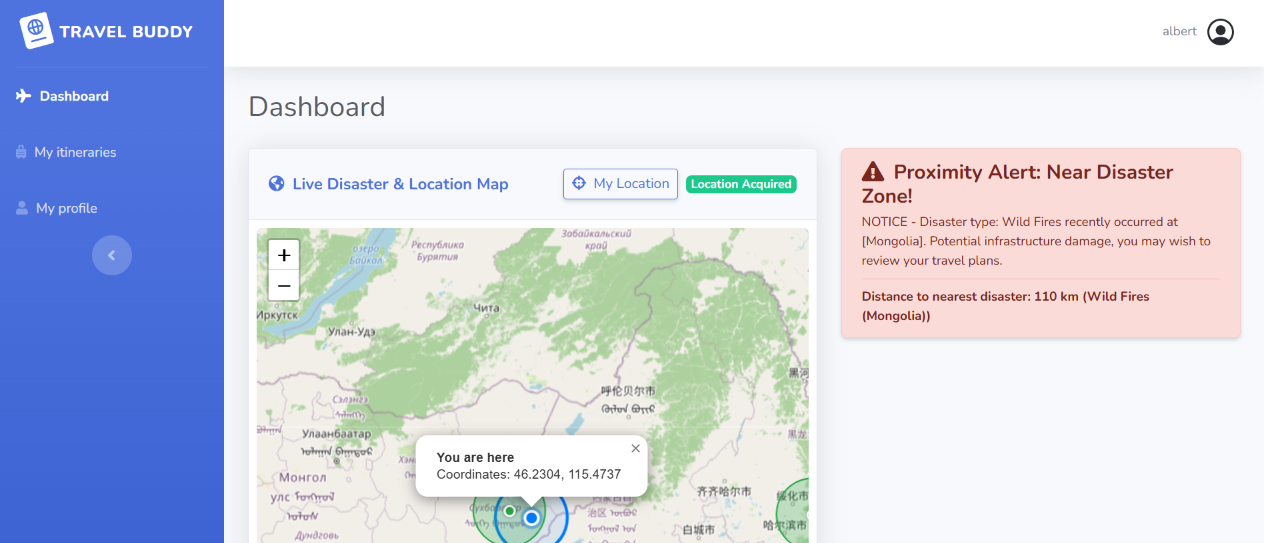 TRAVEL BUDDY
albert
Dashboard
My itineraries
My profile
Dashboard
Live Disaster & Location Map
My Location
Location Acquired
+
−
озеро
Байкал
Республика
Бурятия
Забайкальский
край
Иркутск
Чита
Улан-Удэ
呼伦贝尔市
Сэлэнгэ
Улаанбаатар
Монгол
улс
Дундговь
You are here
Coordinates: 46.2304, 115.4737
×
齐齐哈尔市
绥化市
哈尔滨市
白城市
Proximity Alert: Near Disaster
Zone!
NOTICE - Disaster type: Wild Fires recently occurred at
[Mongolia]. Potential infrastructure damage, you may wish to
review your travel plans.
Distance to nearest disaster: 110 km (Wild Fires
(Mongolia))